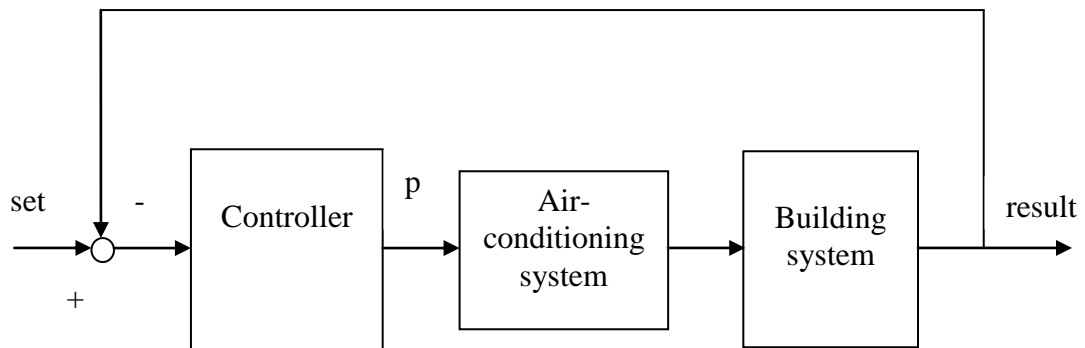 set
-
+
Controller
p
Air-
conditioning
system
Building
system
result